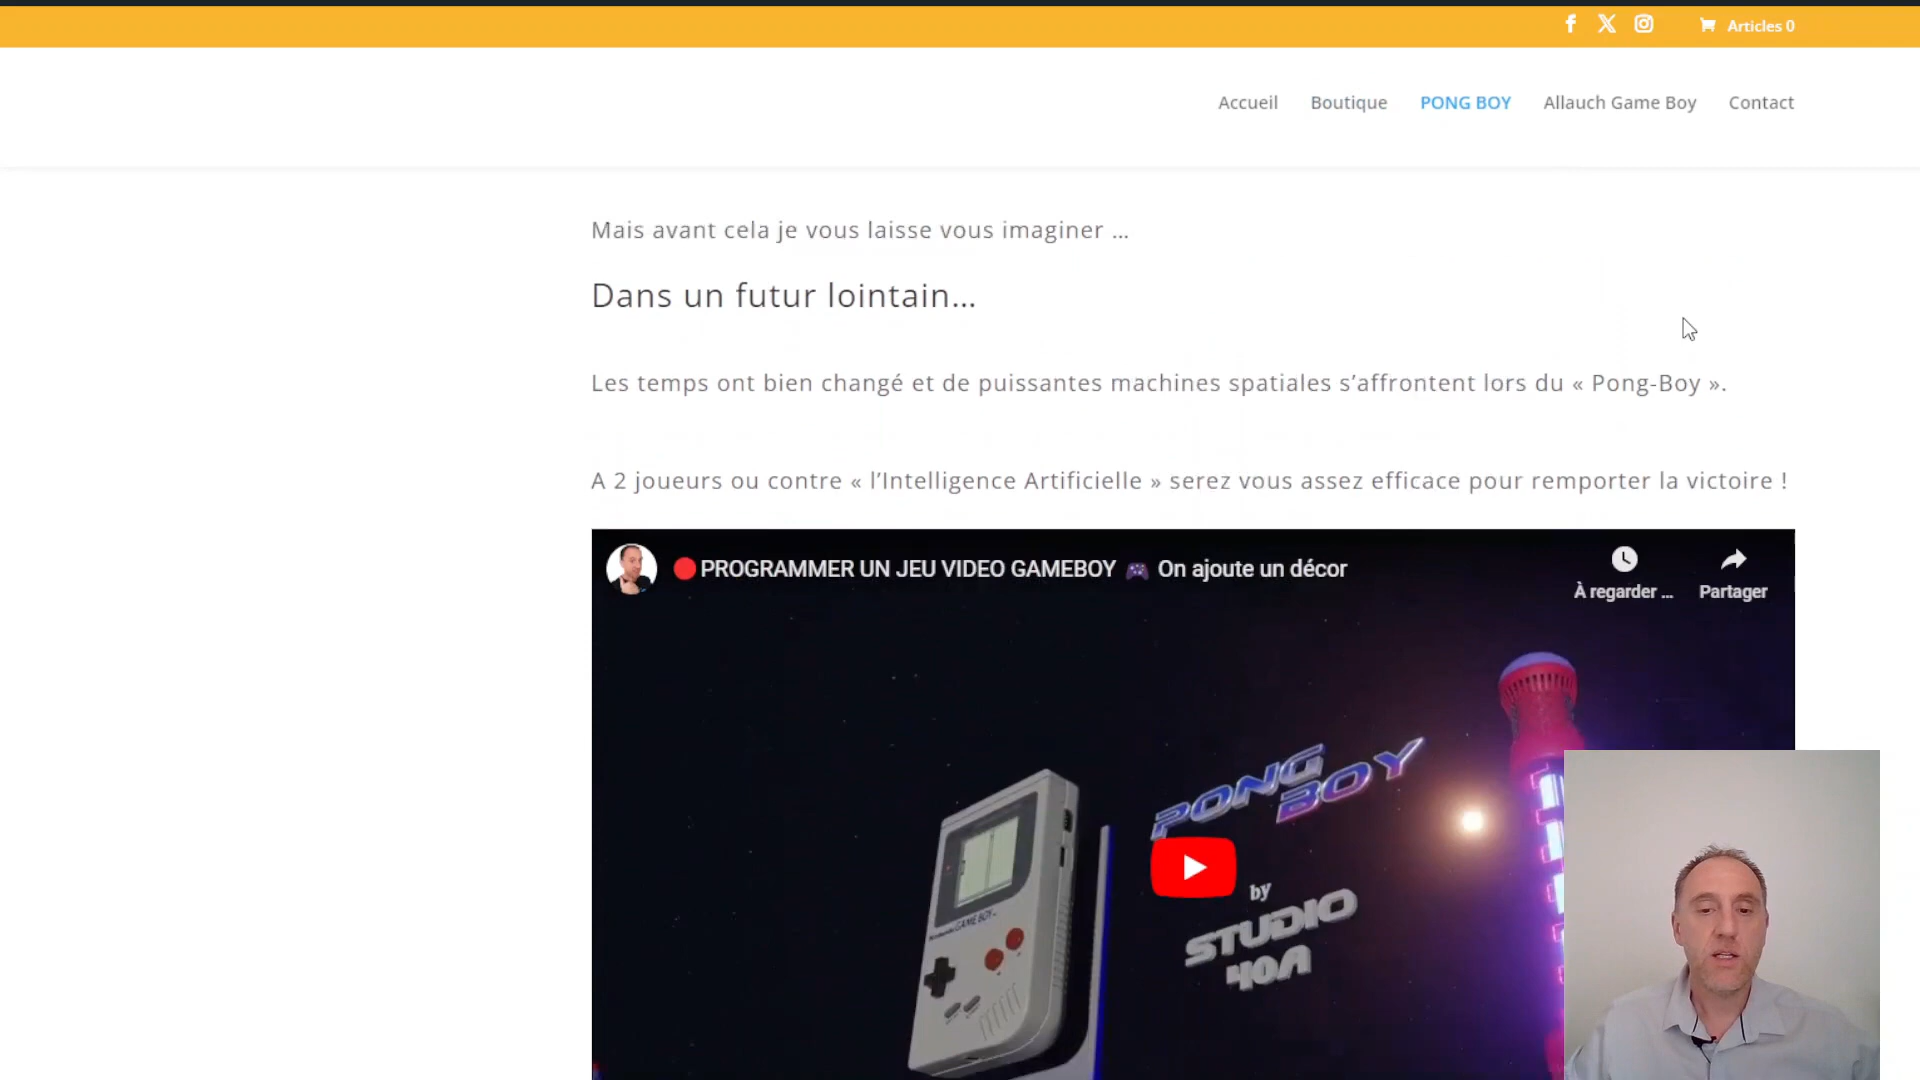 Articles 0
Accueil Boutique PONG BOY Allauch Game Boy Contact
Mais avant cela je vous laisse vous imaginer …
Dans un futur lointain…
Les temps ont bien changé et de puissantes machines spatiales s’affrontent lors du « Pong-Boy ».
A 2 joueurs ou contre « l’Intelligence Artificielle » serez vous assez efficace pour remporter la victoire !
PROGRAMMER UN JEU VIDEO GAMEBOY 🎮 On ajoute un décor
À regarder ... Partager
PONG
BOY
by
STUDIO
40A
Nintendo GAME BOY